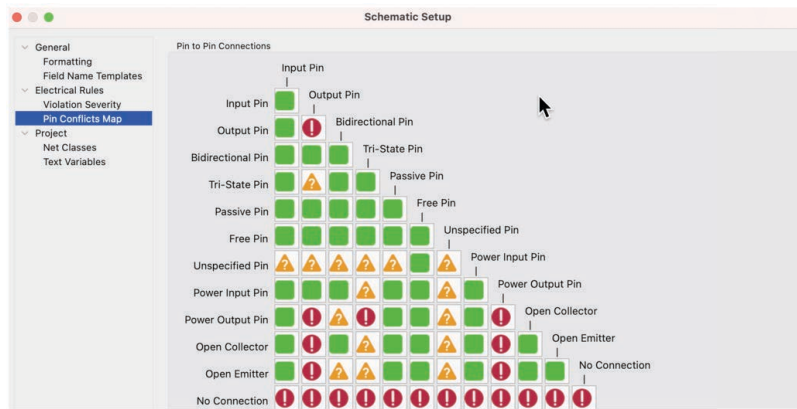 Schematic Setup
General
Formatting
Field Name Templates
Electrical Rules
Violation Severity
Pin Conflicts Map
Project
Net Classes
Text Variables
Pin to Pin Connections
Input Pin
Input Pin
Output Pin
Output Pin
Bidirectional Pin
Bidirectional Pin
Tri-State Pin
Tri-State Pin
Passive Pin
Passive Pin
Free Pin
Free Pin
Unspecified Pin
Unspecified Pin
Power Input Pin
Power Input Pin
Power Output Pin
Power Output Pin
Open Collector
Open Collector
Open Emitter
Open Emitter
No Connection
No Connection